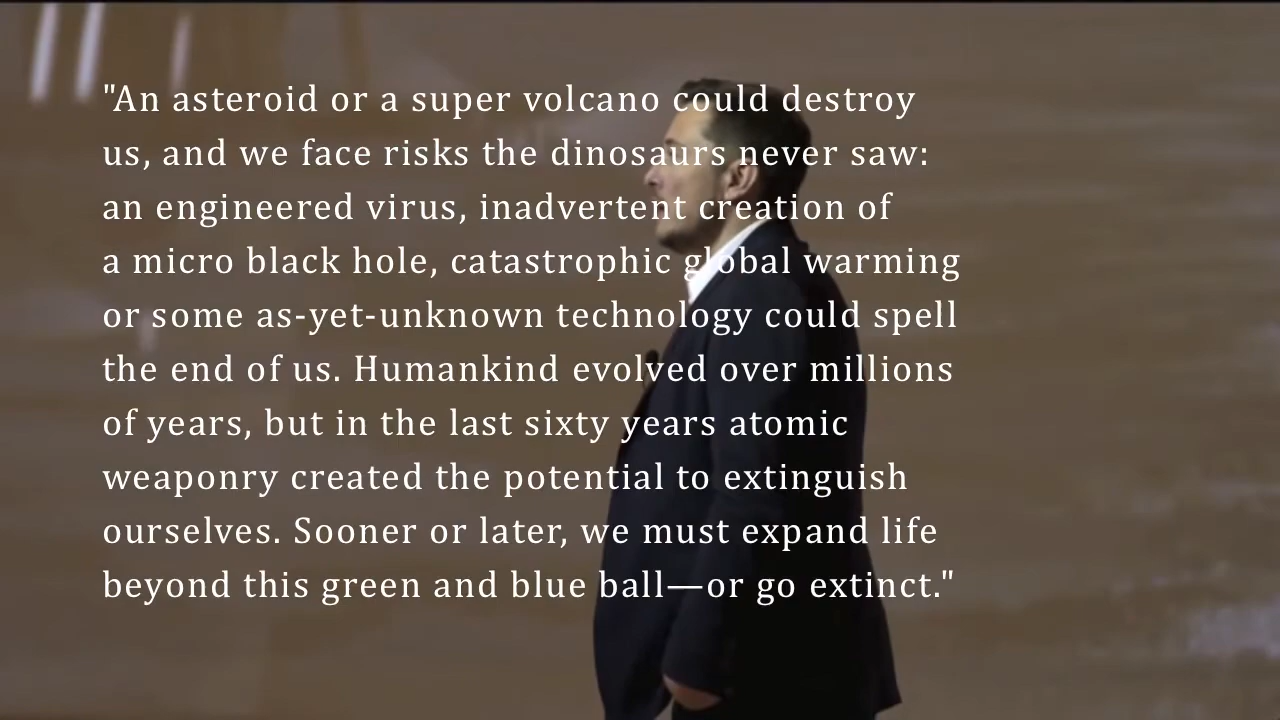 "An asteroid or a super volcano could destroy
us, and we face risks the dinosaurs never saw:
an engineered virus, inadvertent creation of
a micro black hole, catastrophic global warming
or some as-yet-unknown technology could spell
the end of us. Humankind evolved over millions
of years, but in the last sixty years atomic
weaponry created the potential to extinguish
ourselves. Sooner or later, we must expand life
beyond this green and blue ball—or go extinct."